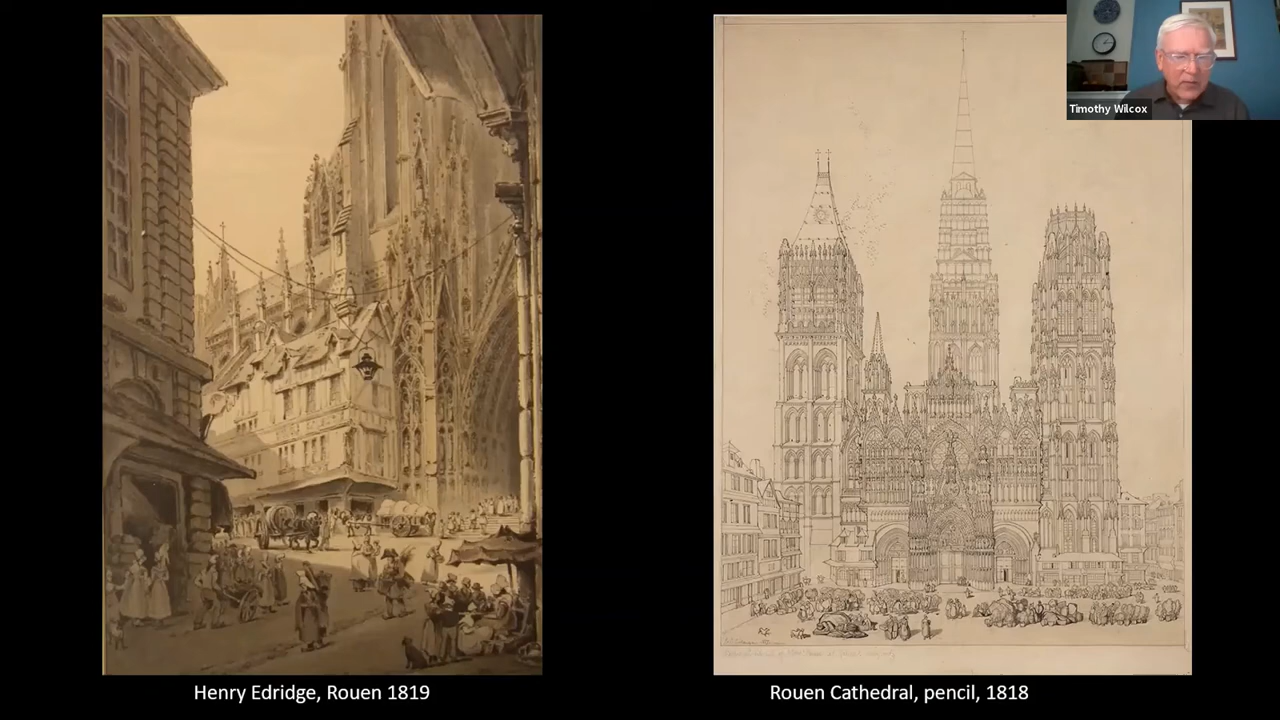 Timothy Wilcox
Henry Edridge, Rouen 1819
Rouen Cathedral, pencil, 1818